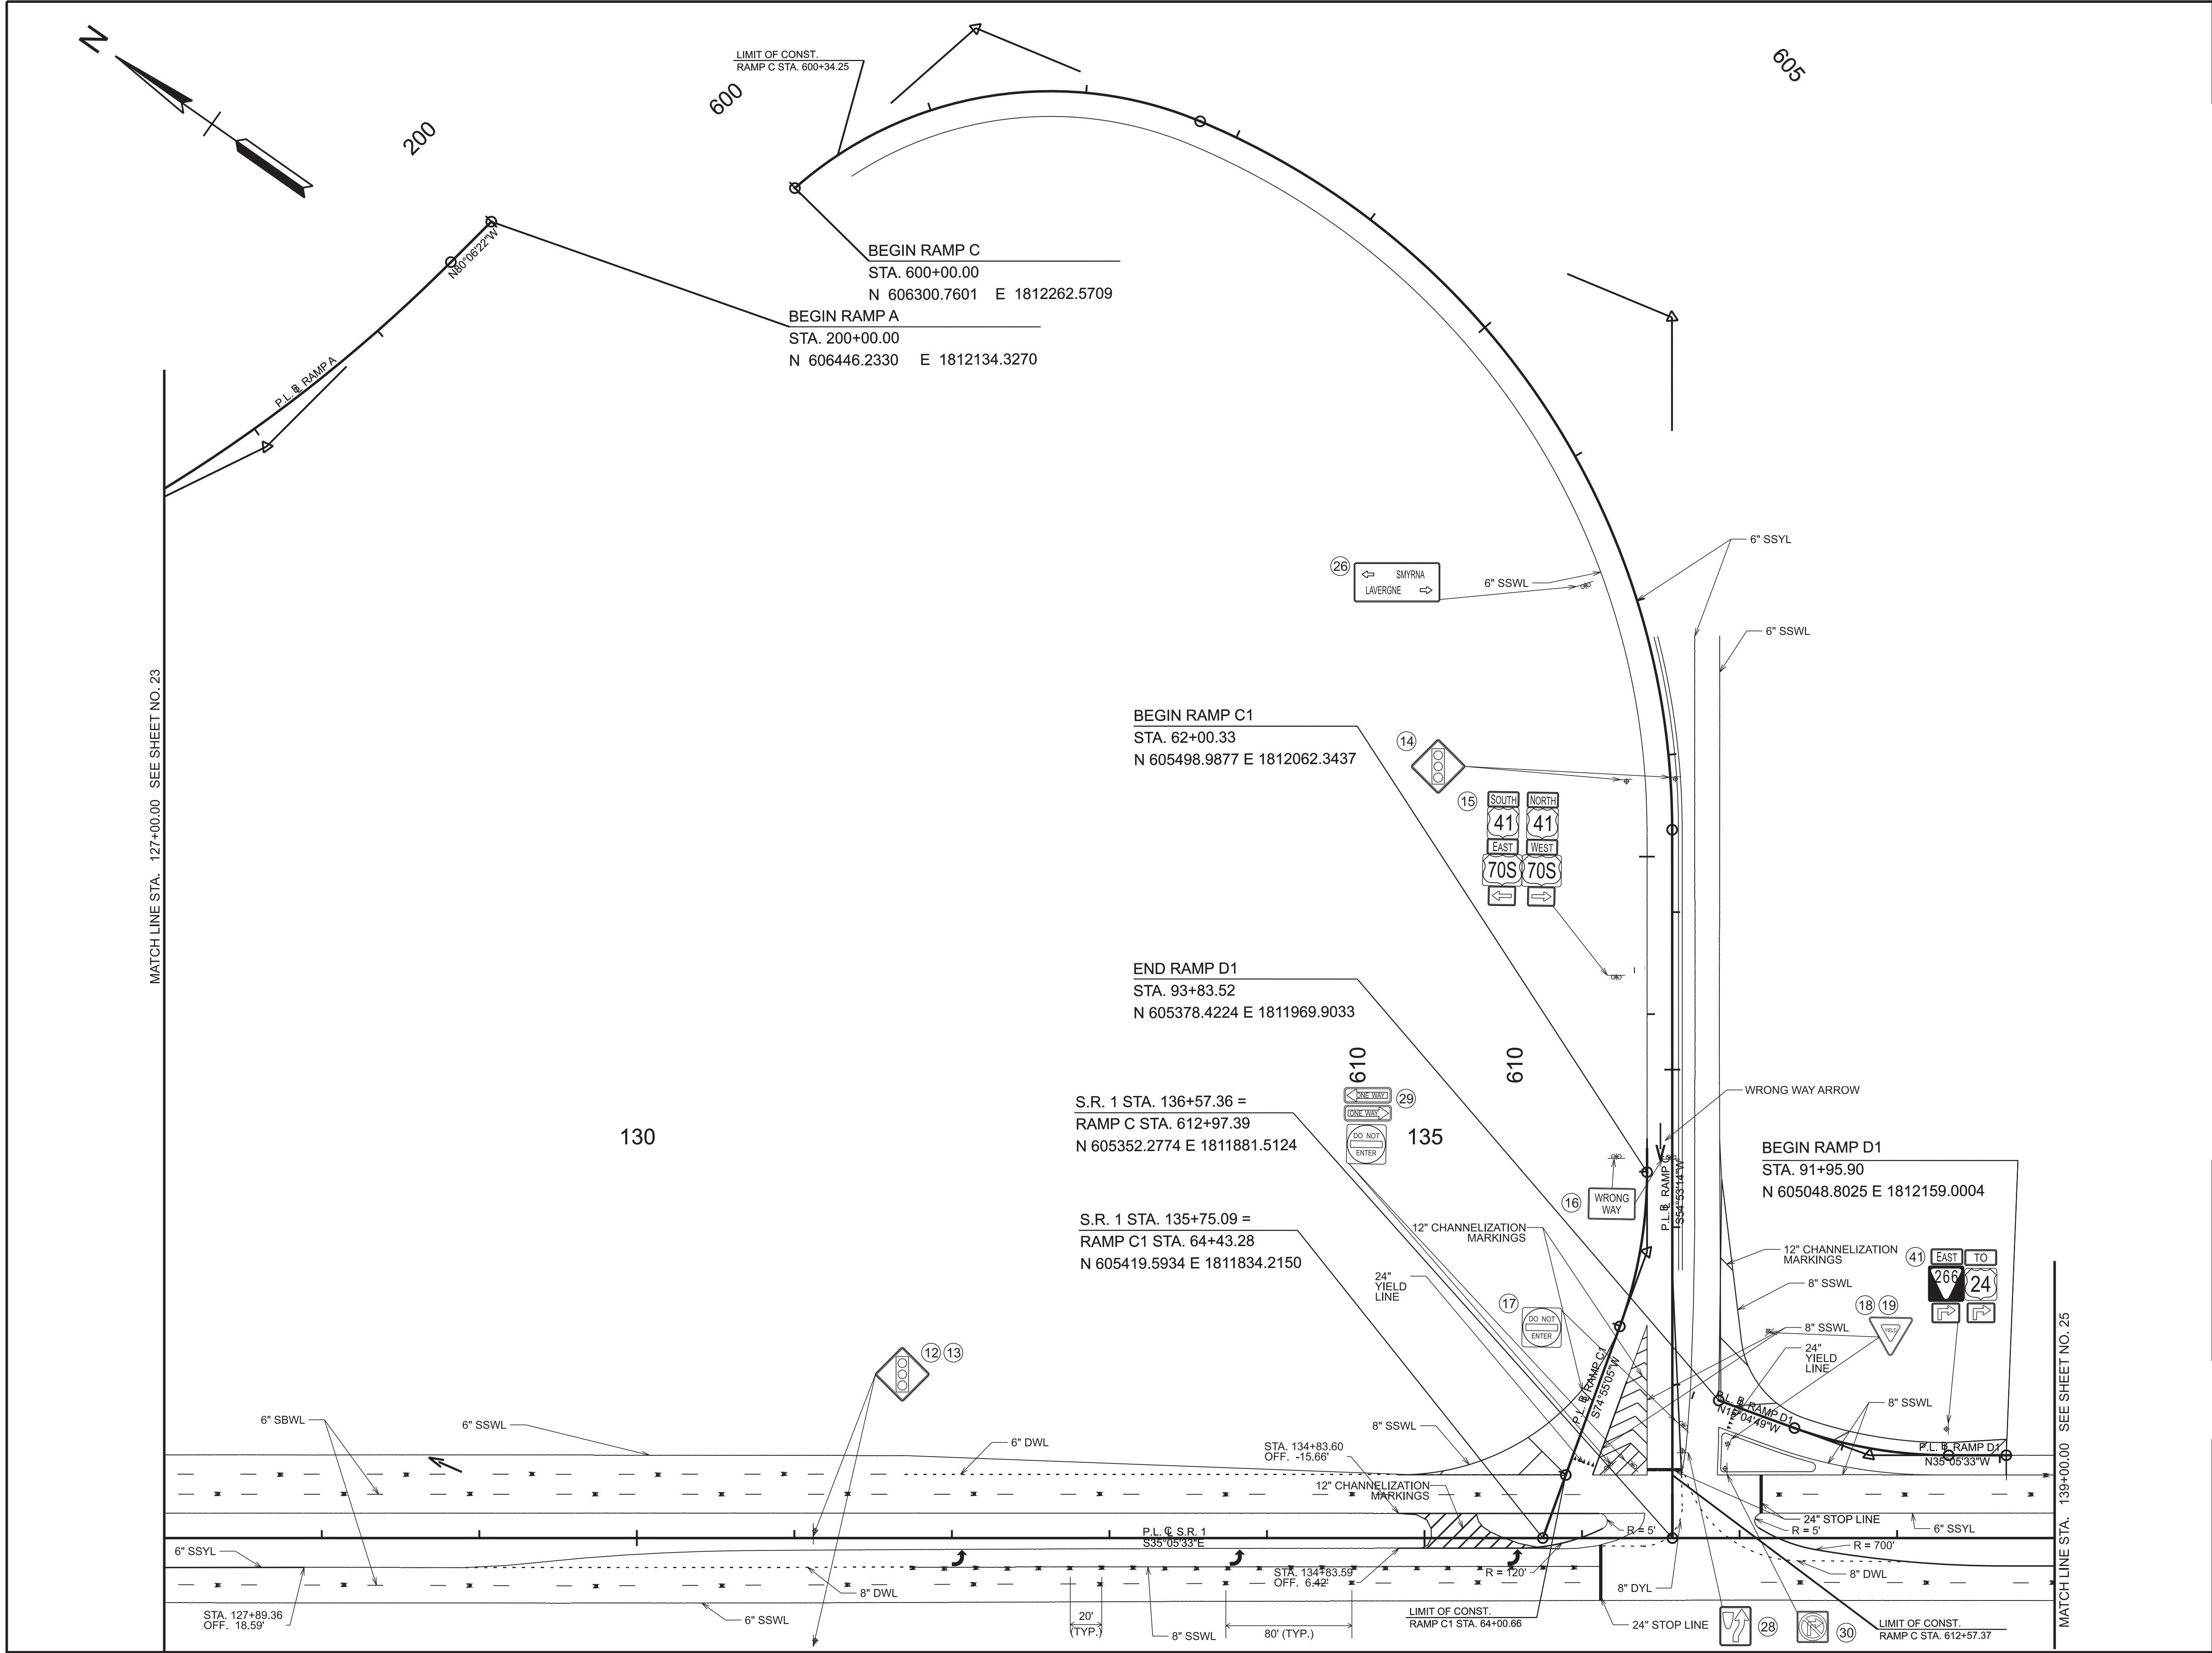 N
200
600
605
LIMIT OF CONST.
RAMP C STA. 600+34.25
N80°06'22"W
P.L. ℄ RAMP A
BEGIN RAMP C
STA. 600+00.00
N 606300.7601 E 1812262.5709
BEGIN RAMP A
STA. 200+00.00
N 606446.2330 E 1812134.3270
MATCH LINE STA. 127+00.00 SEE SHEET NO. 23
6" SSYL
26
SMYRNA
LAVERGNE
6" SSWL
6" SSWL
BEGIN RAMP C1
STA. 62+00.33
N 605498.9877 E 1812062.3437
14
15
SOUTH NORTH
41 41
EAST WEST
70S 70S
END RAMP D1
STA. 93+83.52
N 605378.4224 E 1811969.9033
610
610
WRONG WAY ARROW
S.R. 1 STA. 136+57.36 =
RAMP C STA. 612+97.39
N 605352.2774 E 1811881.5124
ONE WAY
ONE WAY
29
DO NOT
ENTER
130
135
BEGIN RAMP D1
STA. 91+95.90
N 605048.8025 E 1812159.0004
16
WRONG
WAY
P.L. ℄ RAMP C
S54°53'14"W
S.R. 1 STA. 135+75.09 =
RAMP C1 STA. 64+43.28
N 605419.5934 E 1811834.2150
12" CHANNELIZATION
MARKINGS
12" CHANNELIZATION
MARKINGS
41
EAST TO
266 24
24"
YIELD
LINE
8" SSWL
17
DO NOT
ENTER
18 19
YIELD
8" SSWL
24"
YIELD
LINE
12 13
P.L. ℄ RAMP C1
S74°55'05"W
P.L. ℄ RAMP D1
N15°04'49"W
8" SSWL
6" SBWL
6" SSWL
8" SSWL
6" DWL
STA. 134+83.60
OFF. -15.66'
P.L. ℄ RAMP D1
N35°05'33"W
12" CHANNELIZATION
MARKINGS
24" STOP LINE
R = 5'
R = 5'
6" SSYL
P.L. ℄ S.R. 1
S35°05'33"E
R = 700'
6" SSYL
STA. 134+83.59
OFF. 6.42'
R = 120'
8" DWL
8" DWL
8" DYL
STA. 127+89.36
OFF. 18.59'
6" SSWL
20'
(TYP.)
8" SSWL
80' (TYP.)
LIMIT OF CONST.
RAMP C1 STA. 64+00.66
24" STOP LINE
28
30
LIMIT OF CONST.
RAMP C STA. 612+57.37
MATCH LINE STA. 139+00.00 SEE SHEET NO. 25